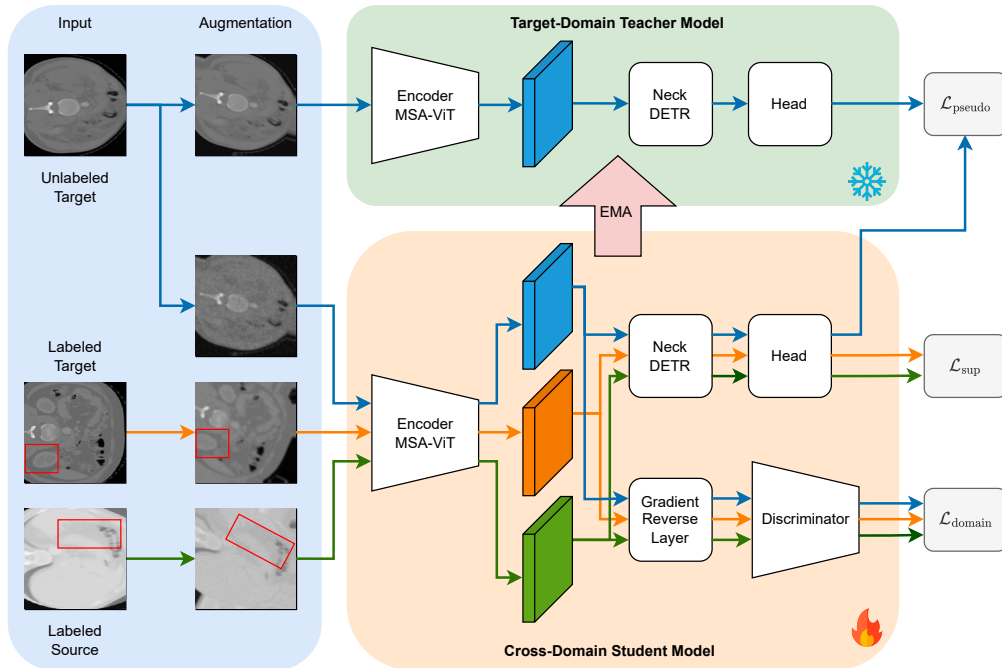 Input
Augmentation
Target-Domain Teacher Model
Encoder
MSA-ViT
Neck
DETR
Head
ℒpseudo
Unlabeled
Target
EMA
Labeled
Target
Encoder
MSA-ViT
Neck
DETR
Head
ℒsup
Gradient
Reverse
Layer
Discriminator
ℒdomain
Labeled
Source
Cross-Domain Student Model